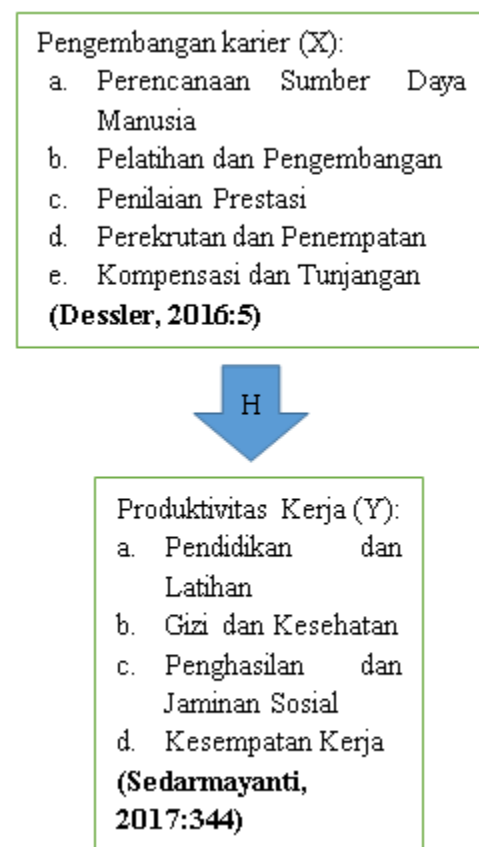 Pengembangan karier (X):
a. Perencanaan Sumber Daya
Manusia
b. Pelatihan dan Pengembangan
c. Penilaian Prestasi
d. Perekrutan dan Penempatan
e. Kompensasi dan Tunjangan
(Dessler, 2016:5)
H
Produktivitas Kerja (Y):
a. Pendidikan dan
Latihan
b. Gizi dan Kesehatan
c. Penghasilan dan
Jaminan Sosial
d. Kesempatan Kerja
(Sedarmayanti,
2017:344)